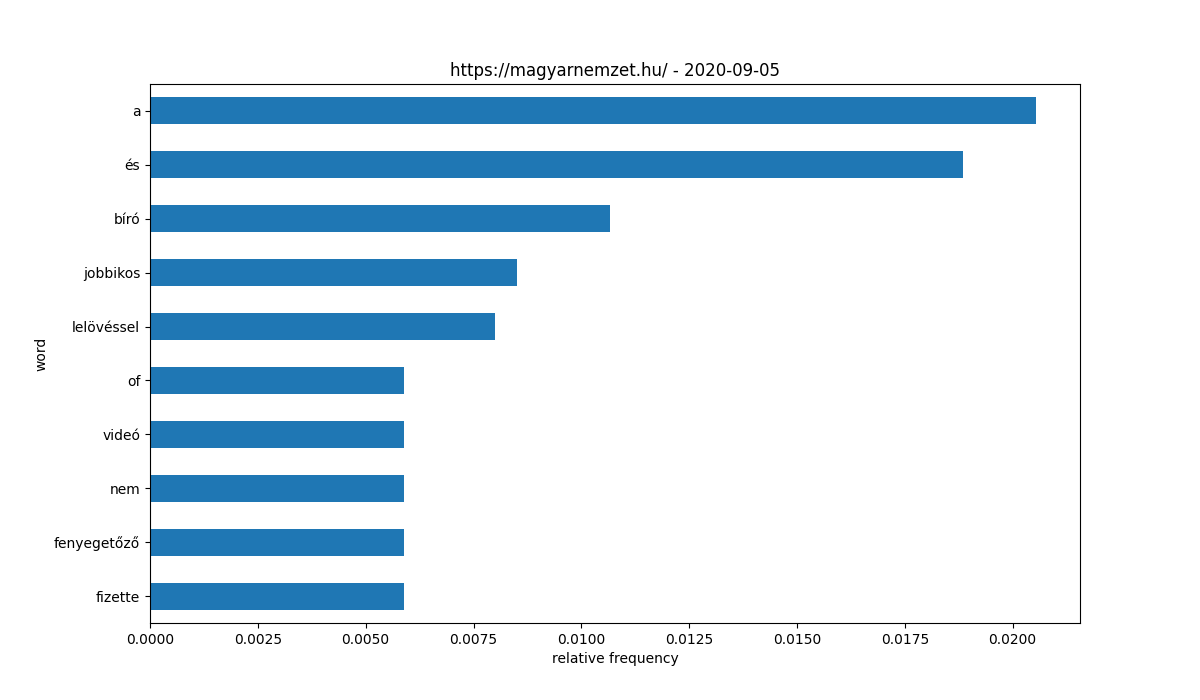 https://magyarnemzet.hu/ - 2020-09-05
a
és
bíró
jobbikos
lelövéssel
of
videó
nem
fenyegetőző
fizette
word
0.0000 0.0025 0.0050 0.0075 0.0100 0.0125 0.0150 0.0175 0.0200
relative frequency